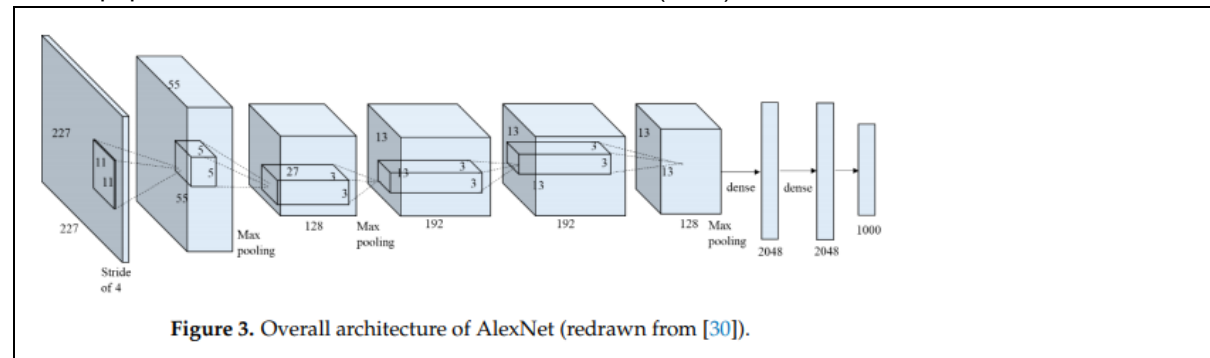 55
227
11
11
5
5
55
227
Stride
of 4
Max
pooling
27
3
3
128
Max
pooling
13
13
3
3
192
13
3
3
13
192
13
13
128
Max
pooling
dense
2048
dense
2048
1000
Figure 3. Overall architecture of AlexNet (redrawn from [30]).